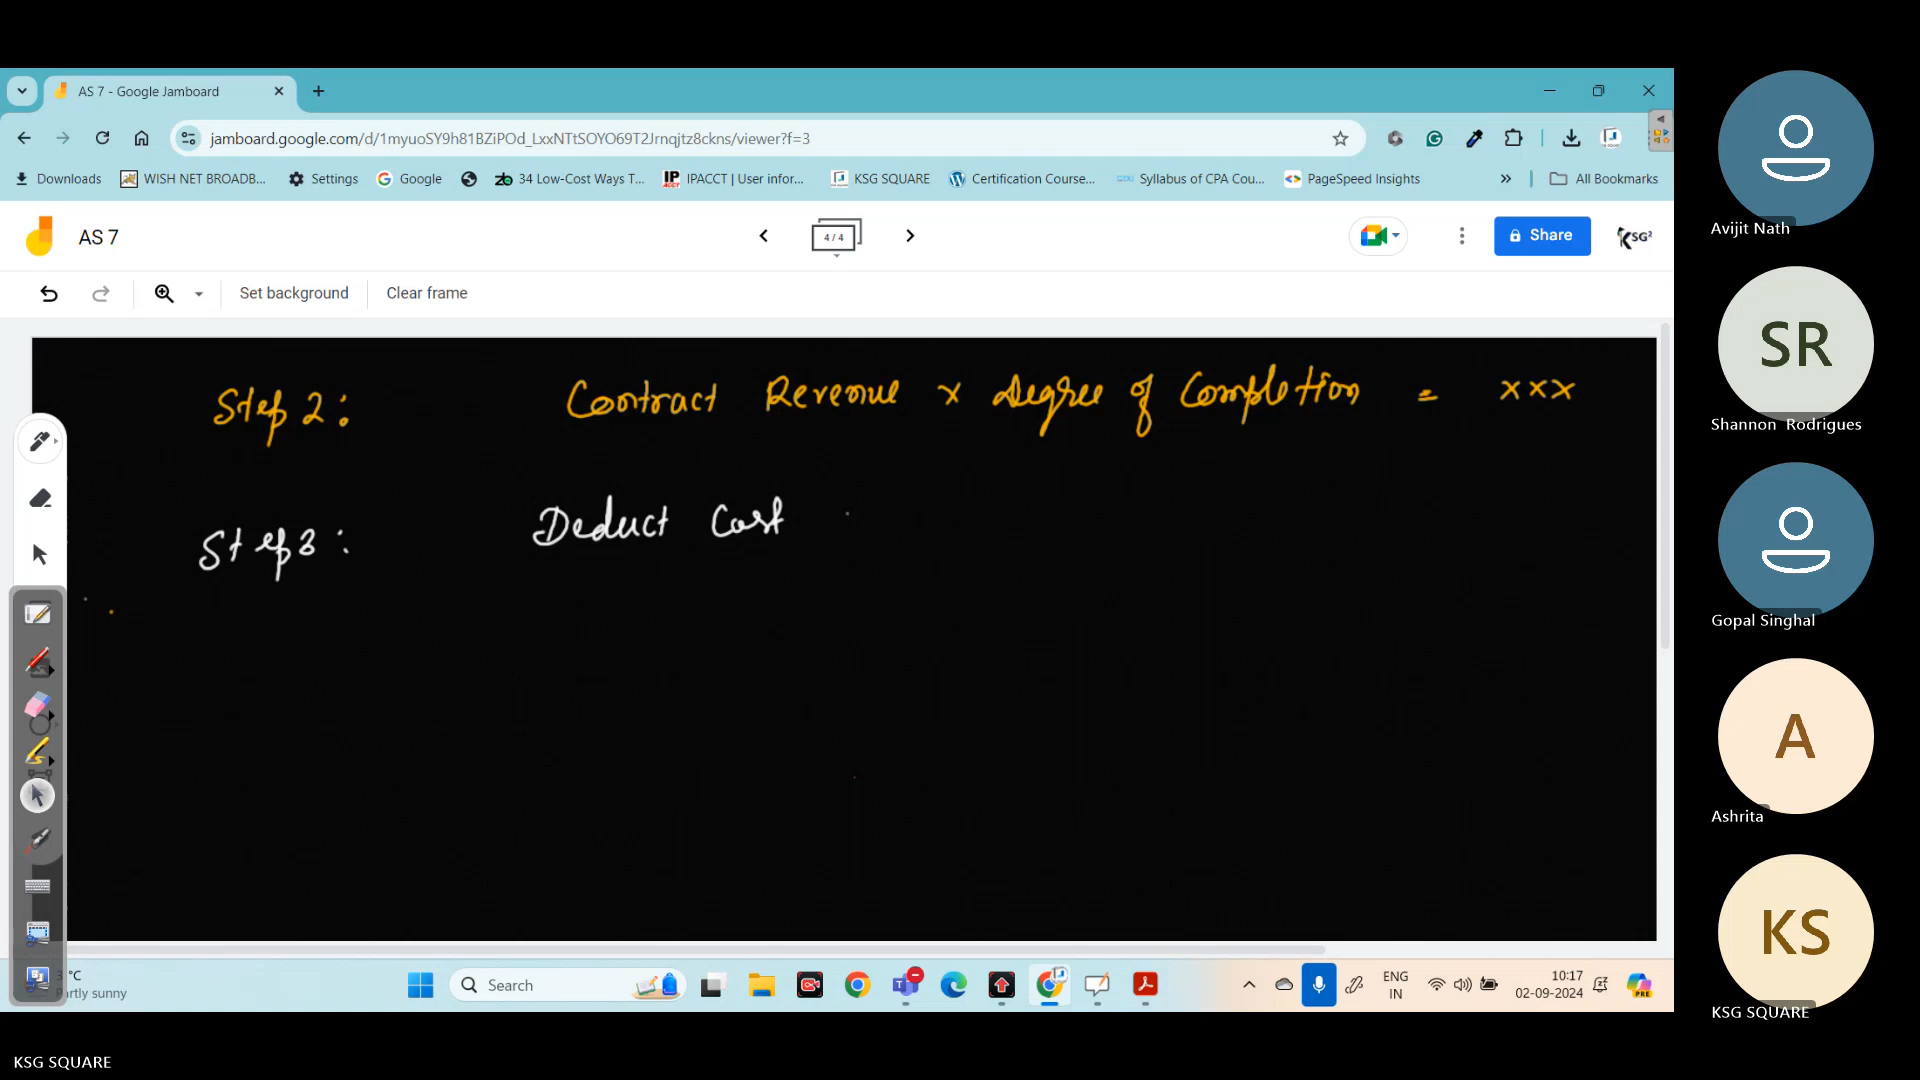 AS 7 - Google Jamboard
jamboard.google.com/d/1myuoSY9h81BZiPOd_LxxNTtSOYO69T2Jrnqjtz8ckns/viewer?f=3
Downloads WISH NET BROADB... Settings Google 34 Low-Cost Ways T... IPACCT | User infor... KSG SQUARE Certification Course... Syllabus of CPA Cou... PageSpeed Insights » All Bookmarks
AS 7 4 / 4 Share KSG²
Set background Clear frame
Step 2: Contract Revenue x Degree of Completion = xxx
Step 3: Deduct Cost
Avijit Nath
SR
Shannon Rodrigues
Gopal Singhal
A
Ashrita
KS
KSG SQUARE
°C
Search
ENG
IN
10:17
02-09-2024
PRE
KSG SQUARE